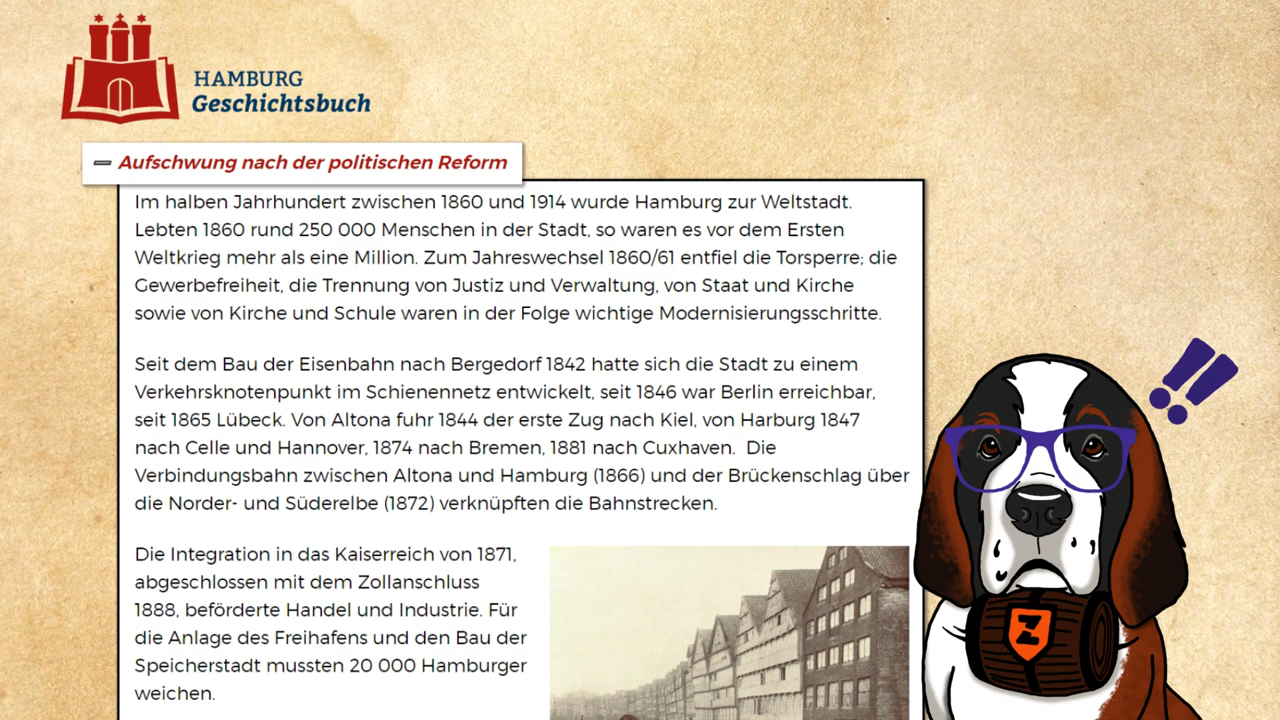 HAMBURG
Geschichtsbuch
Aufschwung nach der politischen Reform
Im halben Jahrhundert zwischen 1860 und 1914 wurde Hamburg zur Weltstadt.
Lebten 1860 rund 250 000 Menschen in der Stadt, so waren es vor dem Ersten
Weltkrieg mehr als eine Million. Zum Jahreswechsel 1860/61 entfiel die Torsperre; die
Gewerbefreiheit, die Trennung von Justiz und Verwaltung, von Staat und Kirche
sowie von Kirche und Schule waren in der Folge wichtige Modernisierungsschritte.
Seit dem Bau der Eisenbahn nach Bergedorf 1842 hatte sich die Stadt zu einem
Verkehrsknotenpunkt im Schienennetz entwickelt, seit 1846 war Berlin erreichbar,
seit 1865 Lübeck. Von Altona fuhr 1844 der erste Zug nach Kiel, von Harburg 1847
nach Celle und Hannover, 1874 nach Bremen, 1881 nach Cuxhaven. Die
Verbindungsbahn zwischen Altona und Hamburg (1866) und der Brückenschlag über
die Norder- und Süderelbe (1872) verknüpften die Bahnstrecken.
Die Integration in das Kaiserreich von 1871,
abgeschlossen mit dem Zollanschluss
1888, beförderte Handel und Industrie. Für
die Anlage des Freihafens und den Bau der
Speicherstadt mussten 20 000 Hamburger
weichen.
!!
Z